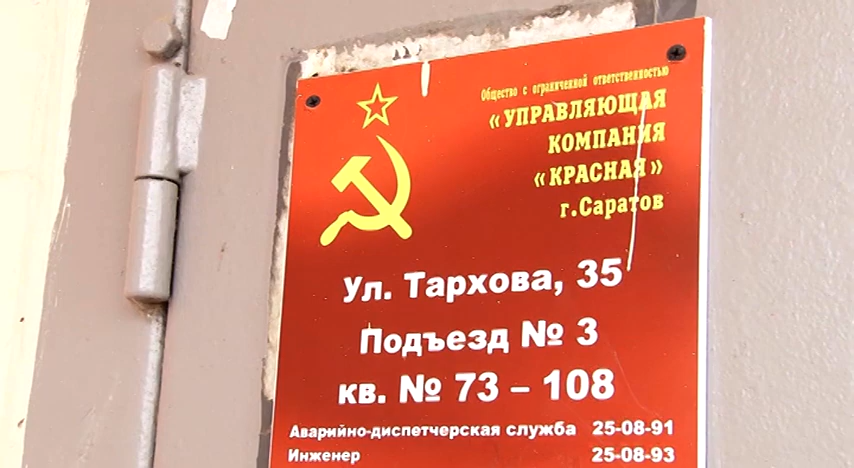 Общество с ограниченной ответственностью
«УПРАВЛЯЮЩАЯ
КОМПАНИЯ
«КРАСНАЯ»
г.Саратов
Ул. Тархова, 35
Подъезд № 3
кв. № 73 – 108
Аварийно-диспетчерская служба 25-08-91
Инженер 25-08-93